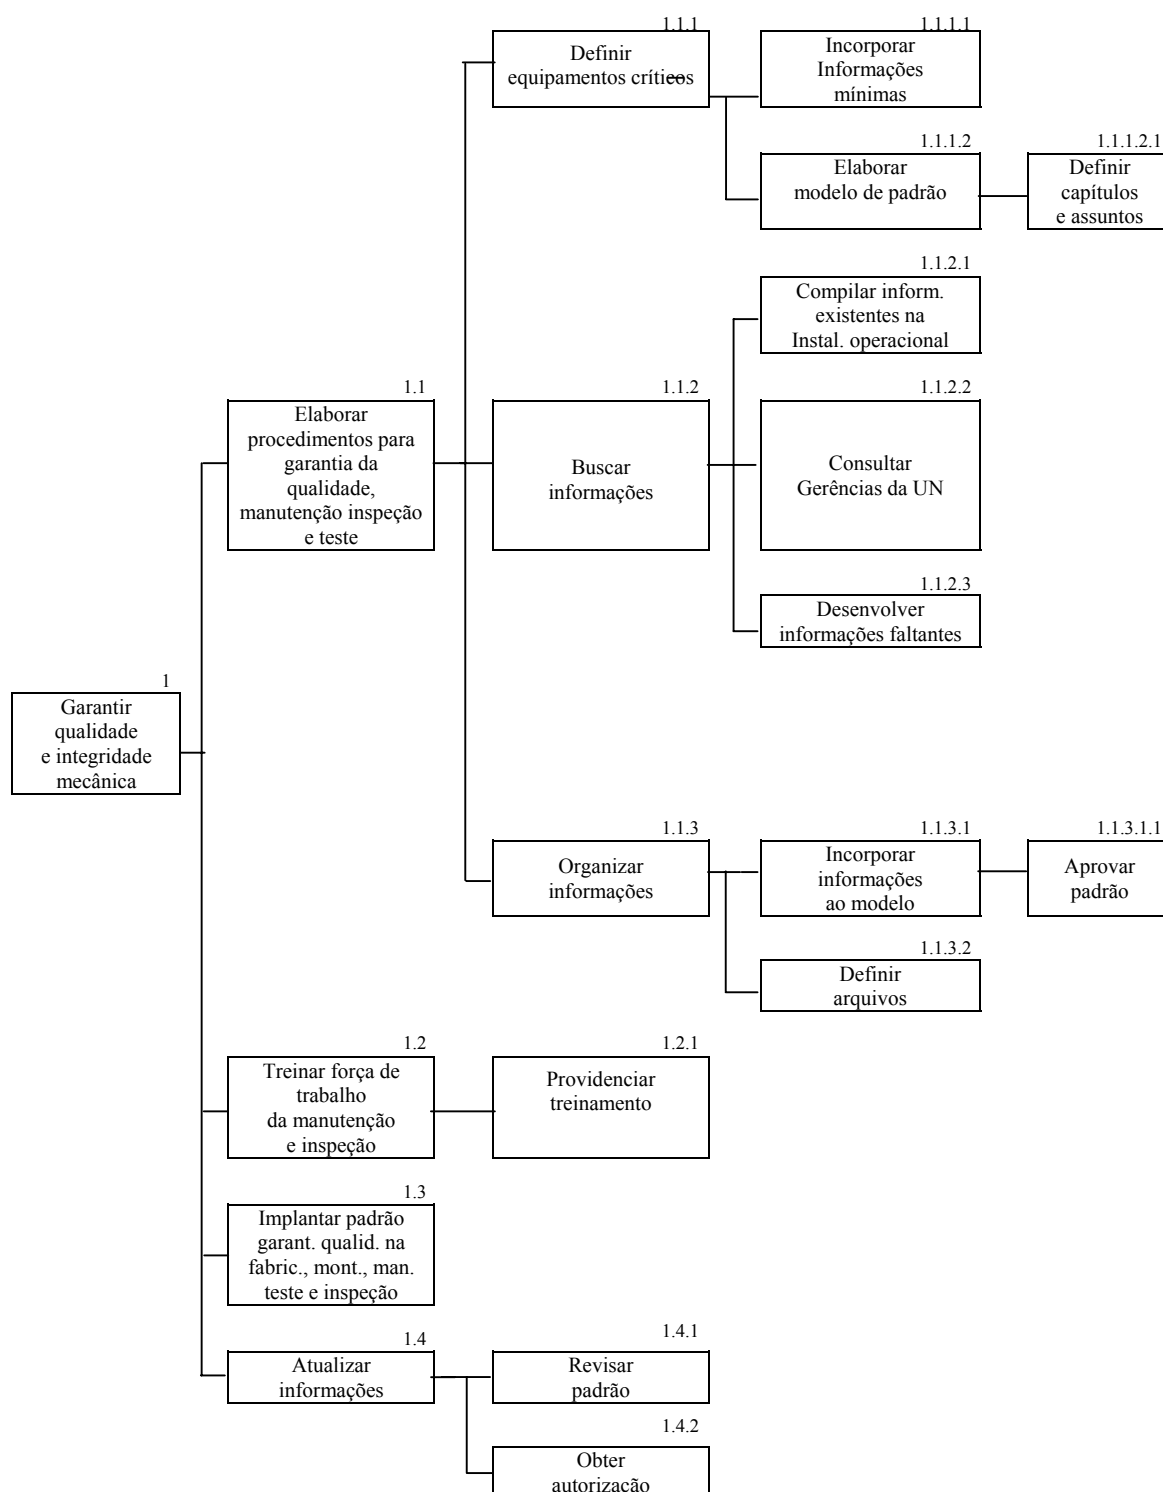 1.1.1
Definir
equipamentos críticos
1.1.1.1
Incorporar
Informações
mínimas
1.1.1.2
Elaborar
modelo de padrão
1.1.1.2.1
Definir
capítulos
e assuntos
1.1.2.1
Compilar inform.
existentes na
Instal. operacional
1.1
Elaborar
procedimentos para
garantia da
qualidade,
manutenção inspeção
e teste
1.1.2
Buscar
informações
1.1.2.2
Consultar
Gerências da UN
1.1.2.3
Desenvolver
informações faltantes
1
Garantir
qualidade
e integridade
mecânica
1.1.3
Organizar
informações
1.1.3.1
Incorporar
informações
ao modelo
1.1.3.1.1
Aprovar
padrão
1.1.3.2
Definir
arquivos
1.2
Treinar força de
trabalho
da manutenção
e inspeção
1.2.1
Providenciar
treinamento
1.3
Implantar padrão
garant. qualid. na
fabric., mont., man.
teste e inspeção
1.4
Atualizar
informações
1.4.1
Revisar
padrão
1.4.2
Obter
autorização